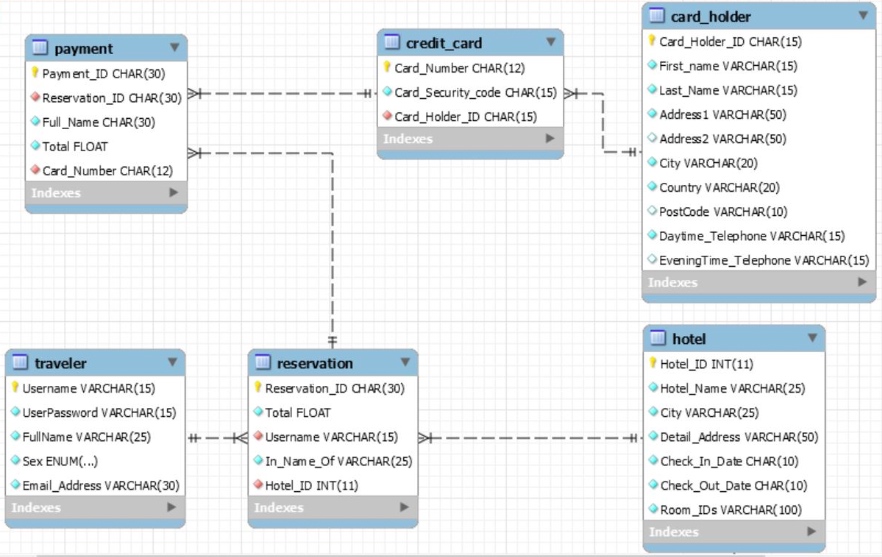 payment
Payment_ID CHAR(30)
Reservation_ID CHAR(30)
Full_Name CHAR(30)
Total FLOAT
Card_Number CHAR(12)
Indexes
credit_card
Card_Number CHAR(12)
Card_Security_code CHAR(15)
Card_Holder_ID CHAR(15)
Indexes
card_holder
Card_Holder_ID CHAR(15)
First_name VARCHAR(15)
Last_Name VARCHAR(15)
Address1 VARCHAR(50)
Address2 VARCHAR(50)
City VARCHAR(20)
Country VARCHAR(20)
PostCode VARCHAR(10)
Daytime_Telephone VARCHAR(15)
EveningTime_Telephone VARCHAR(15)
Indexes
traveler
Username VARCHAR(15)
UserPassword VARCHAR(15)
FullName VARCHAR(25)
Sex ENUM(...)
Email_Address VARCHAR(30)
Indexes
reservation
Reservation_ID CHAR(30)
Total FLOAT
Username VARCHAR(15)
In_Name_Of VARCHAR(25)
Hotel_ID INT(11)
Indexes
hotel
Hotel_ID INT(11)
Hotel_Name VARCHAR(25)
City VARCHAR(25)
Detail_Address VARCHAR(50)
Check_In_Date CHAR(10)
Check_Out_Date CHAR(10)
Room_IDs VARCHAR(100)
Indexes